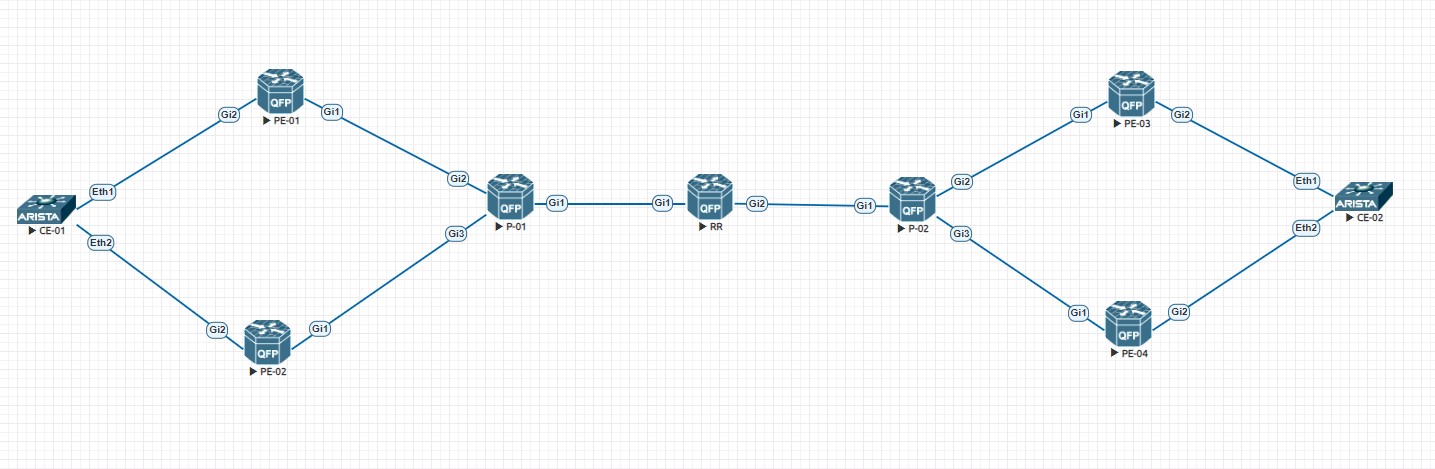 QFP
PE-01
Gi2
Gi1
Eth1
ARISTA
CE-01
Eth2
Gi2
QFP
PE-02
Gi1
Gi2
Gi3
QFP
P-01
Gi1
Gi1
QFP
RR
Gi2
Gi1
QFP
P-02
Gi2
Gi3
Gi1
QFP
PE-03
Gi2
Gi1
QFP
PE-04
Gi2
Eth1
Eth2
ARISTA
CE-02